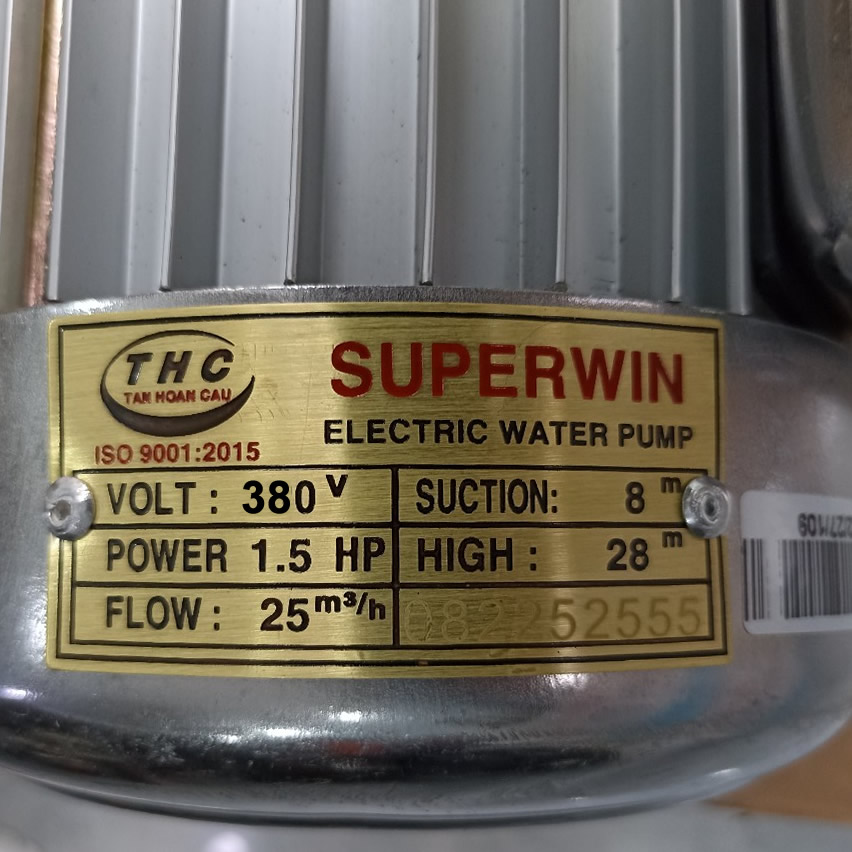 THC
TAN HOAN CAU
ISO 9001:2015
SUPERWIN
ELECTRIC WATER PUMP
VOLT : 380 V
SUCTION: 8 m
POWER 1.5 HP
HIGH : 28 m
FLOW : 25 m³/h
082252555